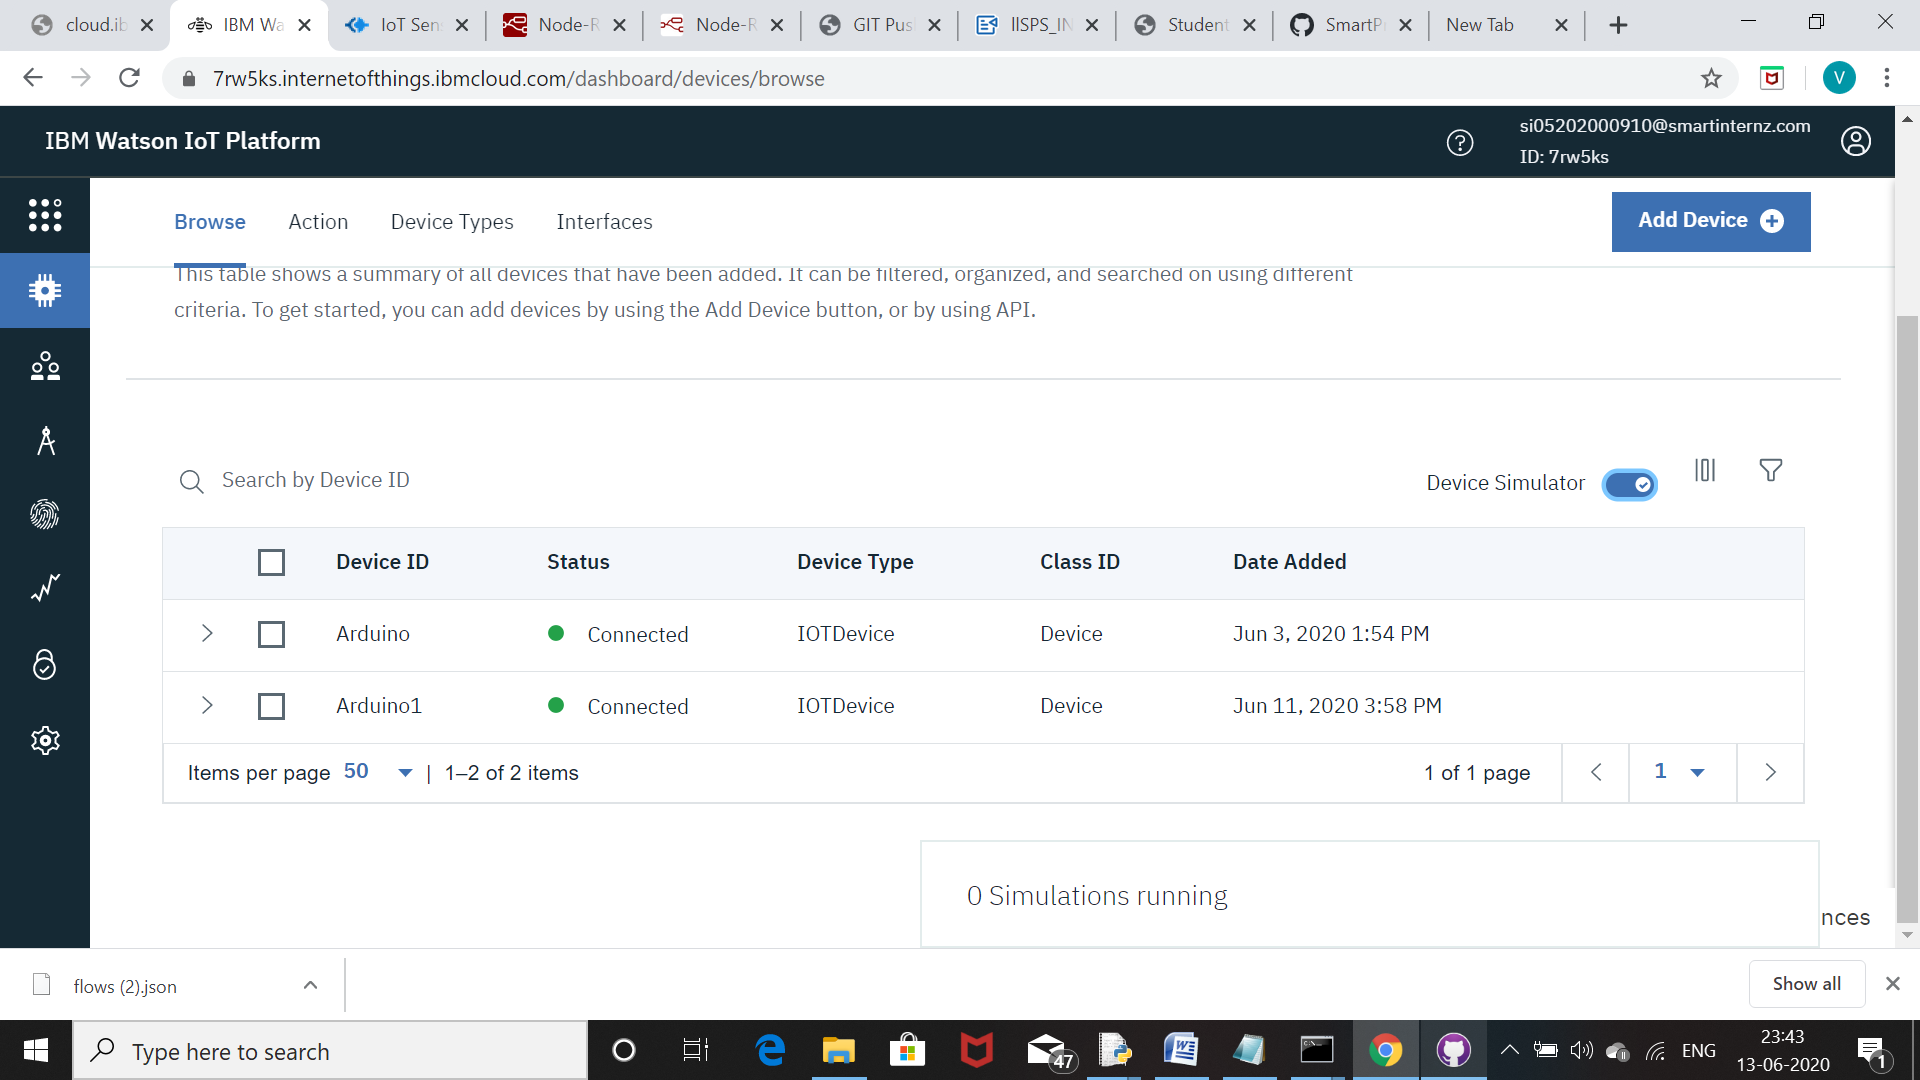 cloud.ib
IBM Wa
IoT Sen
Node-R
Node-R
GIT Pus
llSPS_IN
Student
SmartP
New Tab
7rw5ks.internetofthings.ibmcloud.com/dashboard/devices/browse
V
IBM Watson IoT Platform
si05202000910@smartinternz.com
ID: 7rw5ks
Browse
Action
Device Types
Interfaces
Add Device
This table shows a summary of all devices that have been added. It can be filtered, organized, and searched on using different
criteria. To get started, you can add devices by using the Add Device button, or by using API.
Search by Device ID
Device Simulator
Device ID Status Device Type Class ID Date Added
Arduino Connected IOTDevice Device Jun 3, 2020 1:54 PM
Arduino1 Connected IOTDevice Device Jun 11, 2020 3:58 PM
Items per page 50 | 1–2 of 2 items
1 of 1 page
1
0 Simulations running
nces
flows (2).json
Show all
Type here to search
47
ENG
23:43
13-06-2020
1